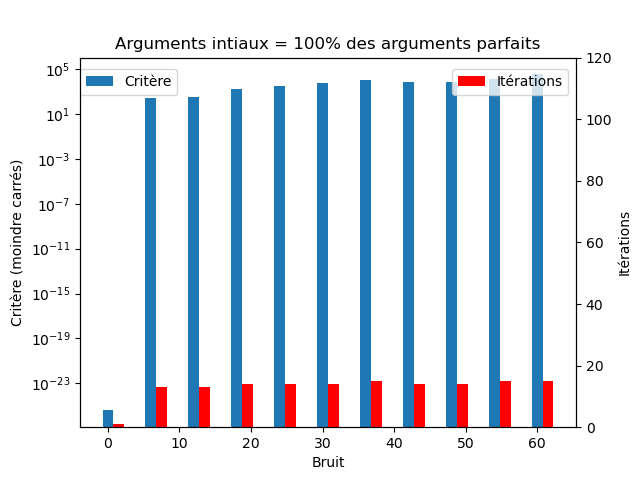 Arguments intiaux = 100% des arguments parfaits
Critère
Itérations
10^5
10^1
10^-3
10^-7
10^-11
10^-15
10^-19
10^-23
Critère (moindre carrés)
120
100
80
60
40
20
0
Itérations
0 10 20 30 40 50 60
Bruit